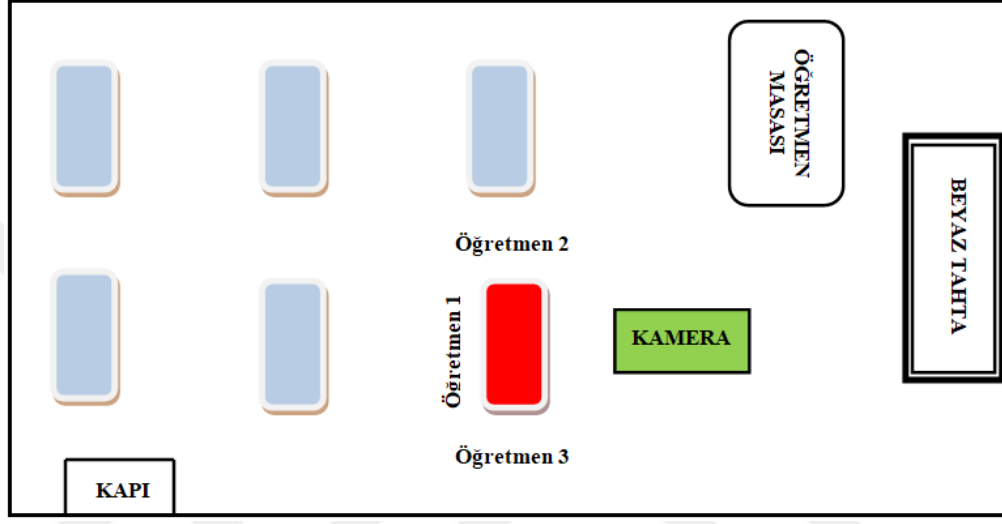 ÖĞRETMEN
MASASI
BEYAZ TAHTA
Öğretmen 2
Öğretmen 1
KAMERA
Öğretmen 3
KAPI